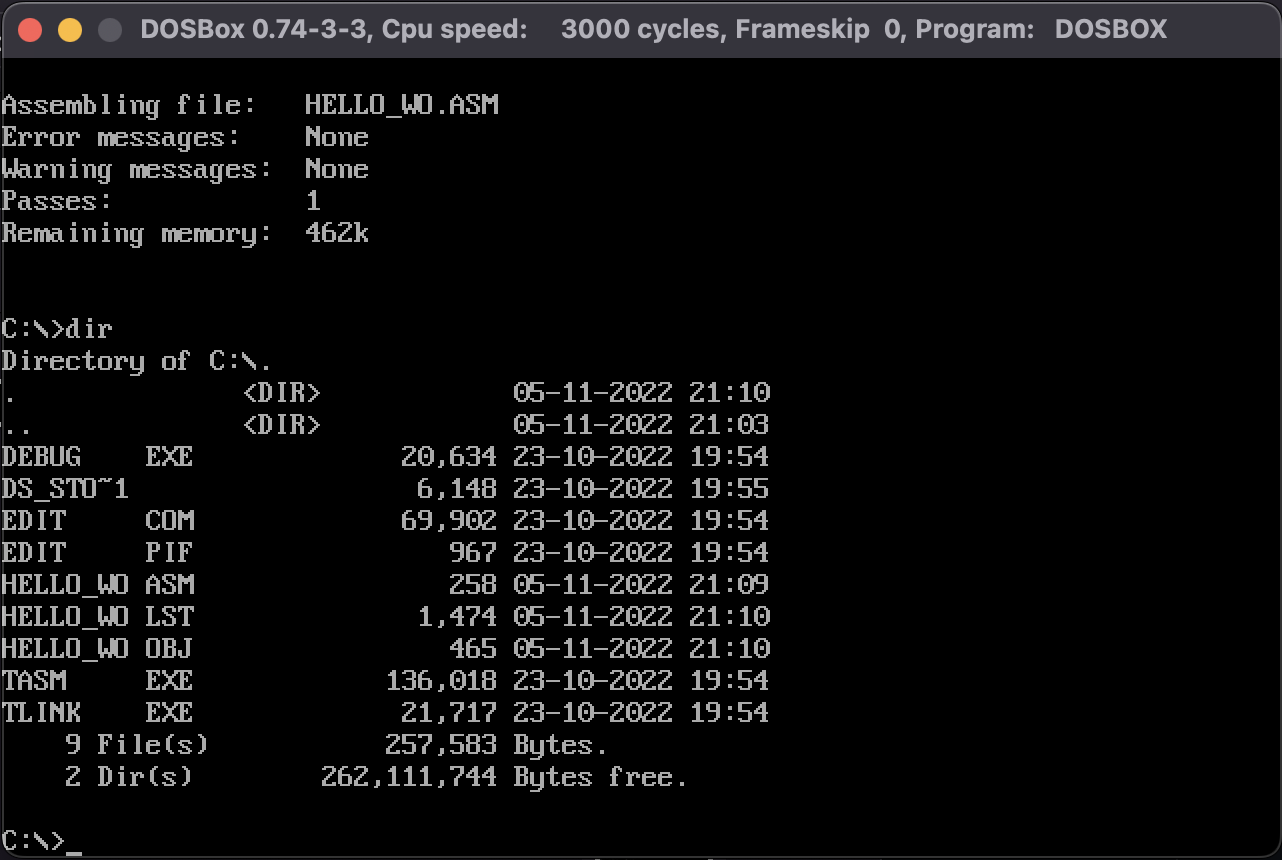 DOSBox 0.74-3-3, Cpu speed:    3000 cycles, Frameskip  0, Program:   DOSBOX
Assembling file:   HELLO_WO.ASM
Error messages:    None
Warning messages:  None
Passes:            1
Remaining memory:  462k
C:\>dir
Directory of C:\.
.              <DIR>            05-11-2022 21:10
..             <DIR>            05-11-2022 21:03
DEBUG    EXE             20,634 23-10-2022 19:54
DS_STO~1                  6,148 23-10-2022 19:55
EDIT     COM             69,902 23-10-2022 19:54
EDIT     PIF                967 23-10-2022 19:54
HELLO_WO ASM                258 05-11-2022 21:09
HELLO_WO LST              1,474 05-11-2022 21:10
HELLO_WO OBJ                465 05-11-2022 21:10
TASM     EXE            136,018 23-10-2022 19:54
TLINK    EXE             21,717 23-10-2022 19:54
    9 File(s)           257,583 Bytes.
    2 Dir(s)        262,111,744 Bytes free.
C:\>_